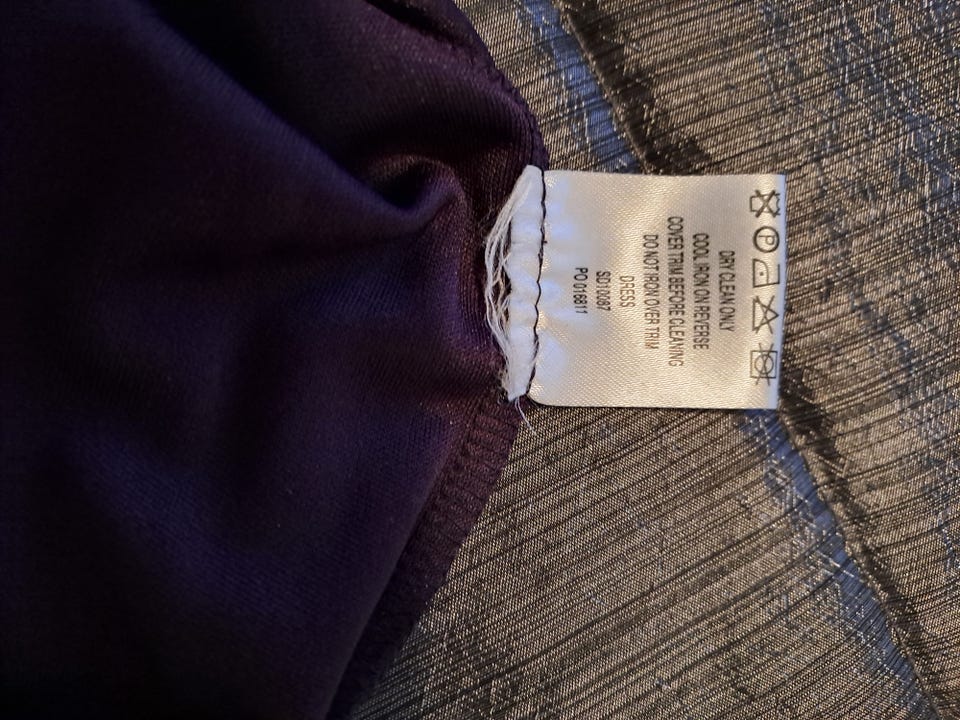 DRY CLEAN ONLY
COOL IRON ON REVERSE
COVER TRIM BEFORE CLEANING
DO NOT IRON OVER TRIM
DRESS
SD10087
PO 016811